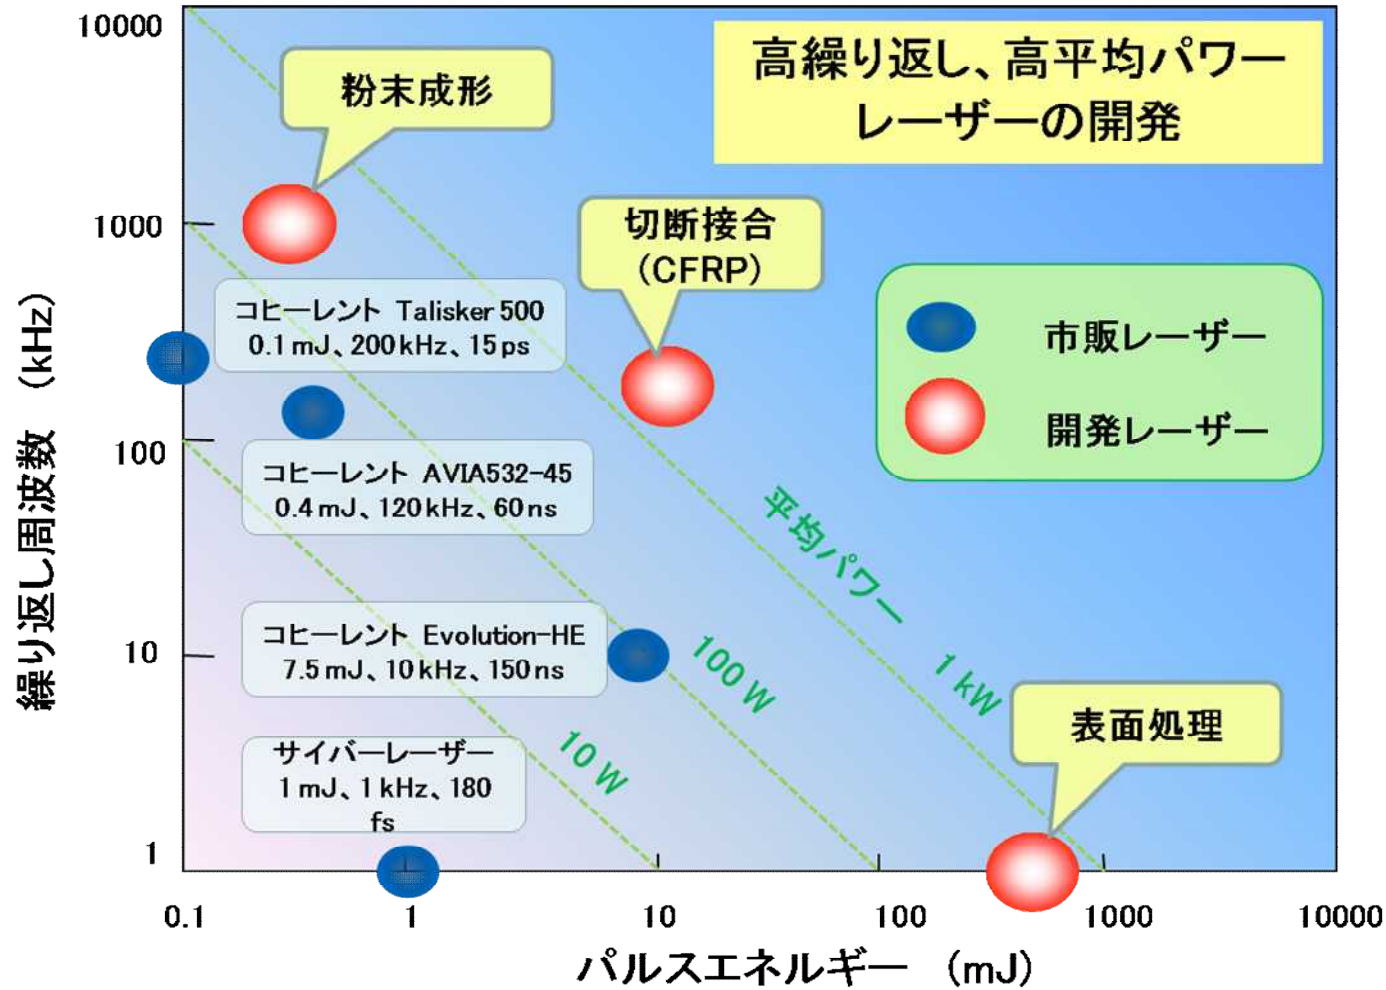 高繰り返し、高平均パワー
レーザーの開発
粉末成形
切断接合
(CFRP)
市販レーザー
開発レーザー
コヒーレント Talisker 500
0.1 mJ、200 kHz、15 ps
コヒーレント AVIA532-45
0.4 mJ、120 kHz、60 ns
コヒーレント Evolution-HE
7.5 mJ、10 kHz、150 ns
サイバーレーザー
1 mJ、1 kHz、180
fs
平均パワー
1 kW
100 W
10 W
表面処理
繰り返し周波数 (kHz)
10000
1000
100
10
1
0.1
1
10
100
1000
10000
パルスエネルギー (mJ)